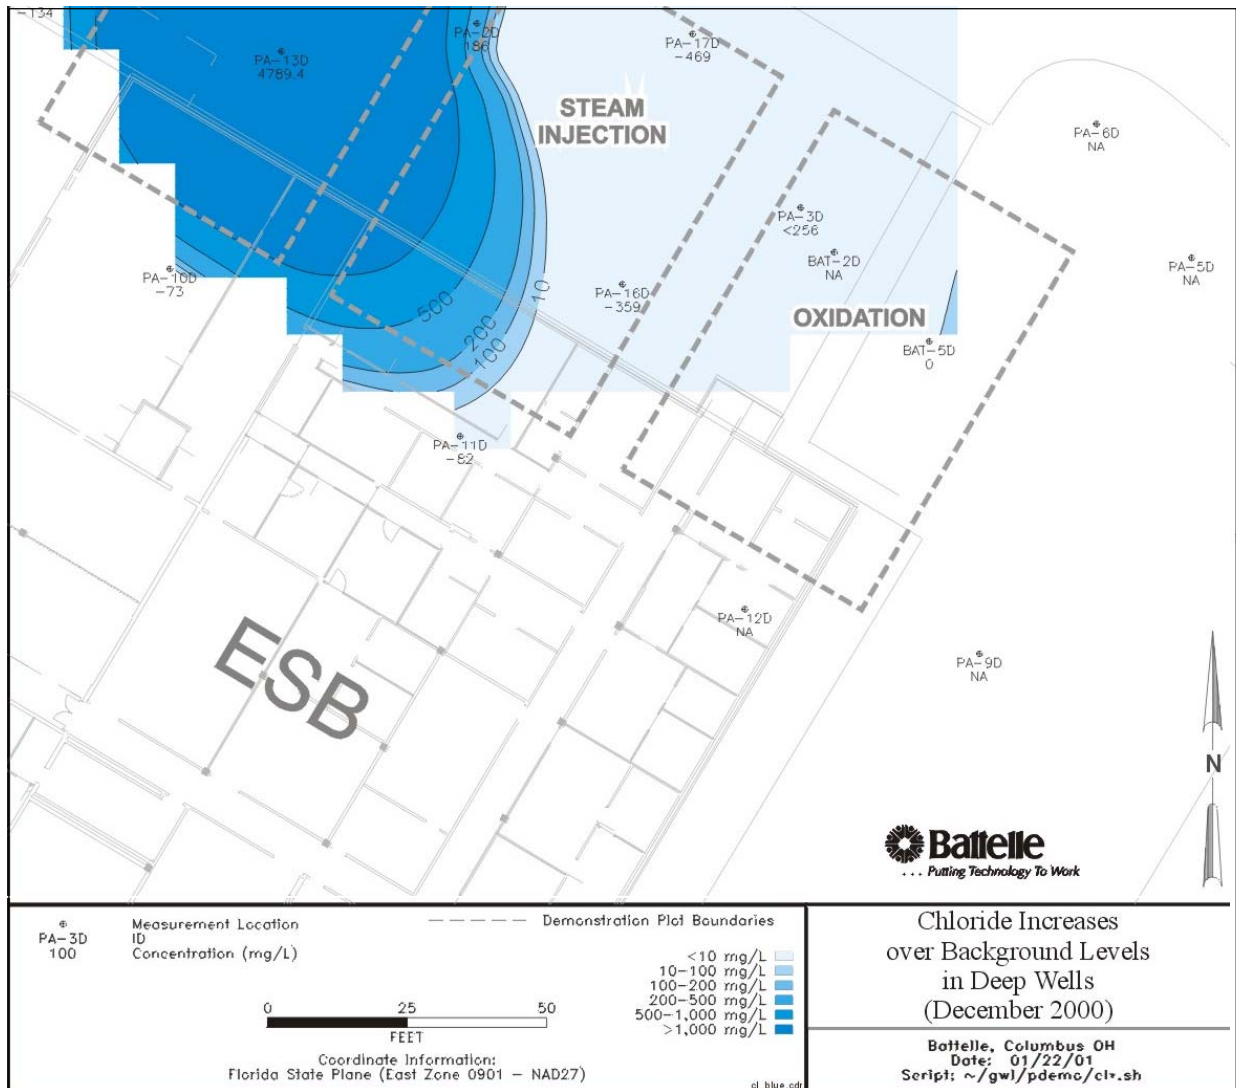 -134
PA-13D
4789.4
PA-2D
186
PA-17D
-469
STEAM
INJECTION
PA-6D
NA
PA-3D
<256
BAT-2D
NA
PA-5D
NA
PA-10D
-73
PA-16D
-359
OXIDATION
BAT-5D
0
500
200
100
10
PA-11D
-82
PA-12D
NA
PA-9D
NA
ESB
N
Battelle
... Putting Technology To Work
PA-3D
100
Measurement Location
ID
Concentration (mg/L)
Demonstration Plot Boundaries
<10 mg/L
10-100 mg/L
100-200 mg/L
200-500 mg/L
500-1,000 mg/L
>1,000 mg/L
0 25 50
FEET
Coordinate Information:
Florida State Plane (East Zone 0901 - NAD27)
cl_blue.cdr
Chloride Increases
over Background Levels
in Deep Wells
(December 2000)
Battelle, Columbus OH
Date: 01/22/01
Script: ~/gwl/pdemo/cl*.sh